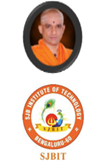 SJB INSTITUTE OF TECHNOLOGY
SJBIT
BENGALURU-60
SJBIT